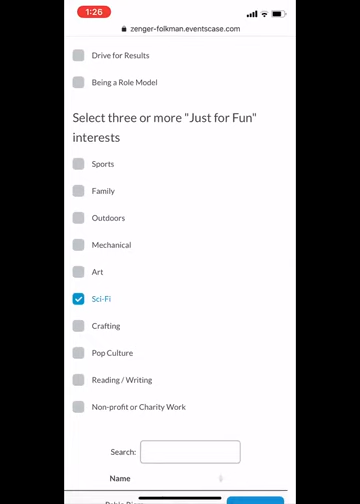 1:26
zenger-folkman.eventscase.com
Drive for Results
Being a Role Model
Select three or more "Just for Fun"
interests
Sports
Family
Outdoors
Mechanical
Art
Sci-Fi
Crafting
Pop Culture
Reading / Writing
Non-profit or Charity Work
Search:
Name